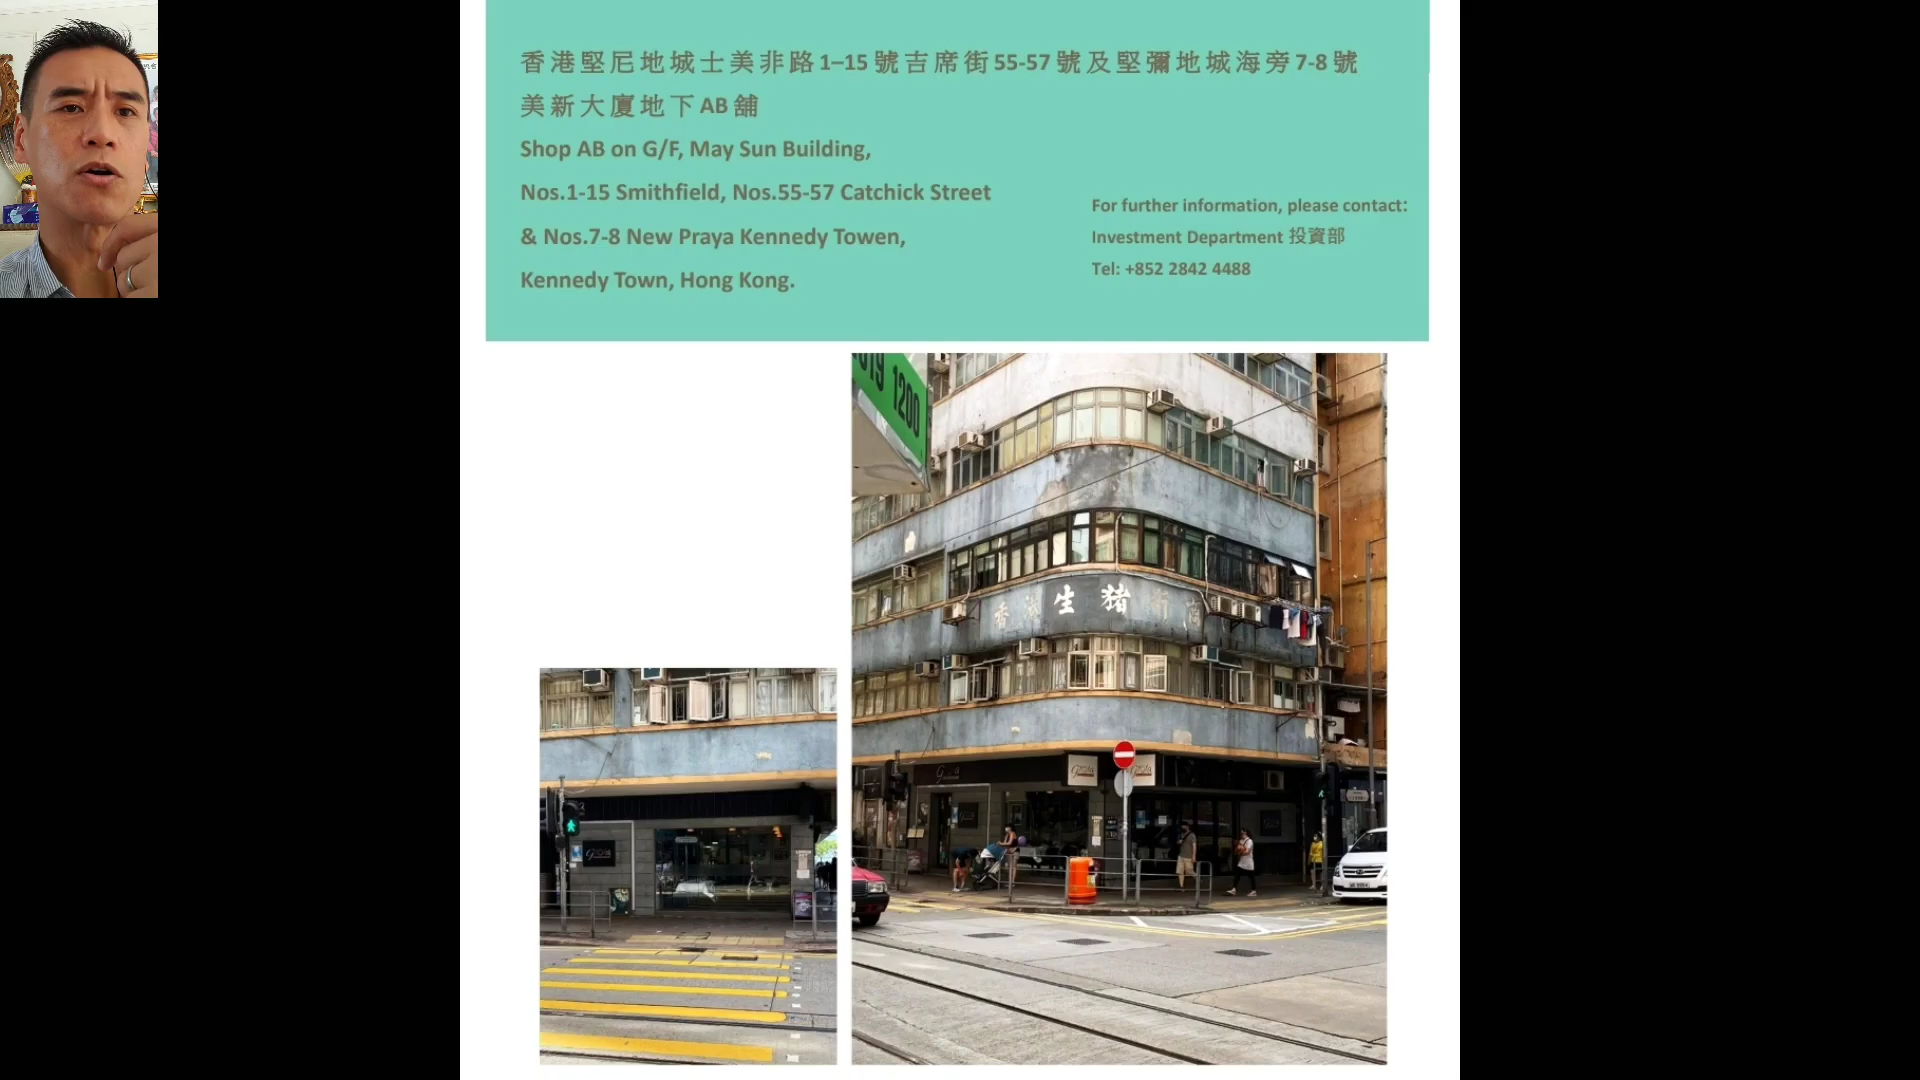 香港堅尼地城士美非路1–15號吉席街55-57號及堅彌地城海旁7-8號
美新大廈地下AB舖
Shop AB on G/F, May Sun Building,
Nos.1-15 Smithfield, Nos.55-57 Catchick Street
& Nos.7-8 New Praya Kennedy Towen,
Kennedy Town, Hong Kong.
For further information, please contact:
Investment Department 投資部
Tel: +852 2842 4488
1200
生猪